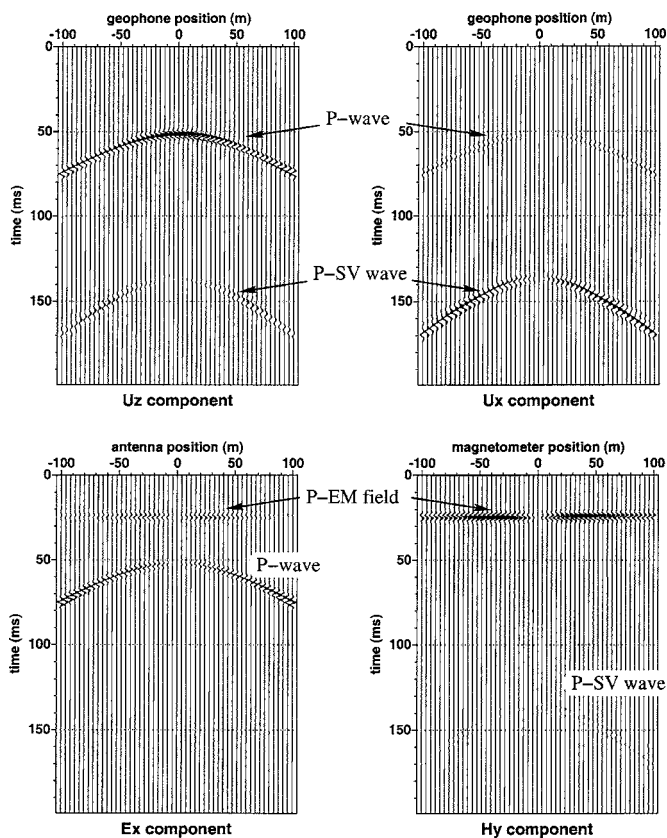 geophone position (m)
-100 -50 0 50 100
0
50
100
150
time (ms)
Uz component
geophone position (m)
-100 -50 0 50 100
0
50
100
150
time (ms)
Ux component
P-wave
P-SV wave
antenna position (m)
-100 -50 0 50 100
0
50
100
150
time (ms)
P-wave
Ex component
magnetometer position (m)
-100 -50 0 50 100
0
50
100
150
time (ms)
P-SV wave
Hy component
P-EM field